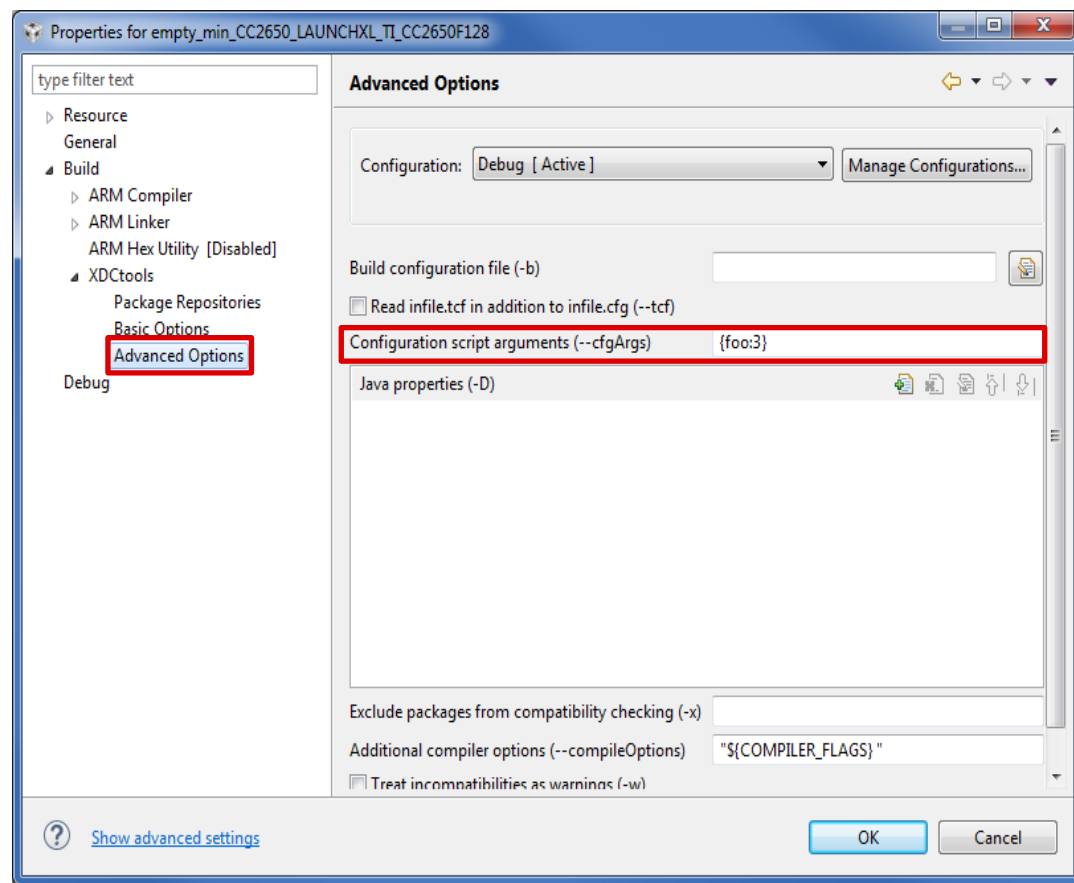 Properties for empty_min_CC2650_LAUNCHXL_TI_CC2650F128
type filter text
Resource
General
Build
ARM Compiler
ARM Linker
ARM Hex Utility [Disabled]
XDCtools
Package Repositories
Basic Options
Advanced Options
Debug
Advanced Options
Configuration: Debug [ Active ] Manage Configurations...
Build configuration file (-b)
Read infile.tcf in addition to infile.cfg (--tcf)
Configuration script arguments (--cfgArgs) {foo:3}
Java properties (-D)
Exclude packages from compatibility checking (-x)
Additional compiler options (--compileOptions) "${COMPILER_FLAGS} "
Treat incompatibilities as warnings (-w)
Show advanced settings
OK Cancel